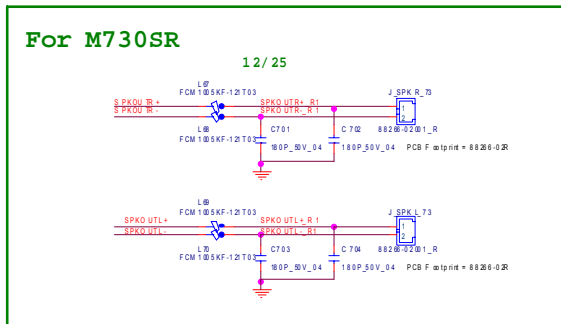 For M730SR
12/25
L67
FCM1005KF-121T03
J_SPKR_73
SPKOUTR+
SPKOUTR+_R1
1
SPKOUTR-
SPKOUTR-_R1
2
L68
FCM1005KF-121T03
C701
C702
88266-02001_R
180P_50V_04
180P_50V_04
PCB Footprint = 88266-02R
L69
FCM1005KF-121T03
J_SPKL_73
SPKOUTL+
SPKOUTL+_R1
1
SPKOUTL-
SPKOUTL-_R1
2
L70
FCM1005KF-121T03
C703
C704
88266-02001_R
180P_50V_04
180P_50V_04
PCB Footprint = 88266-02R